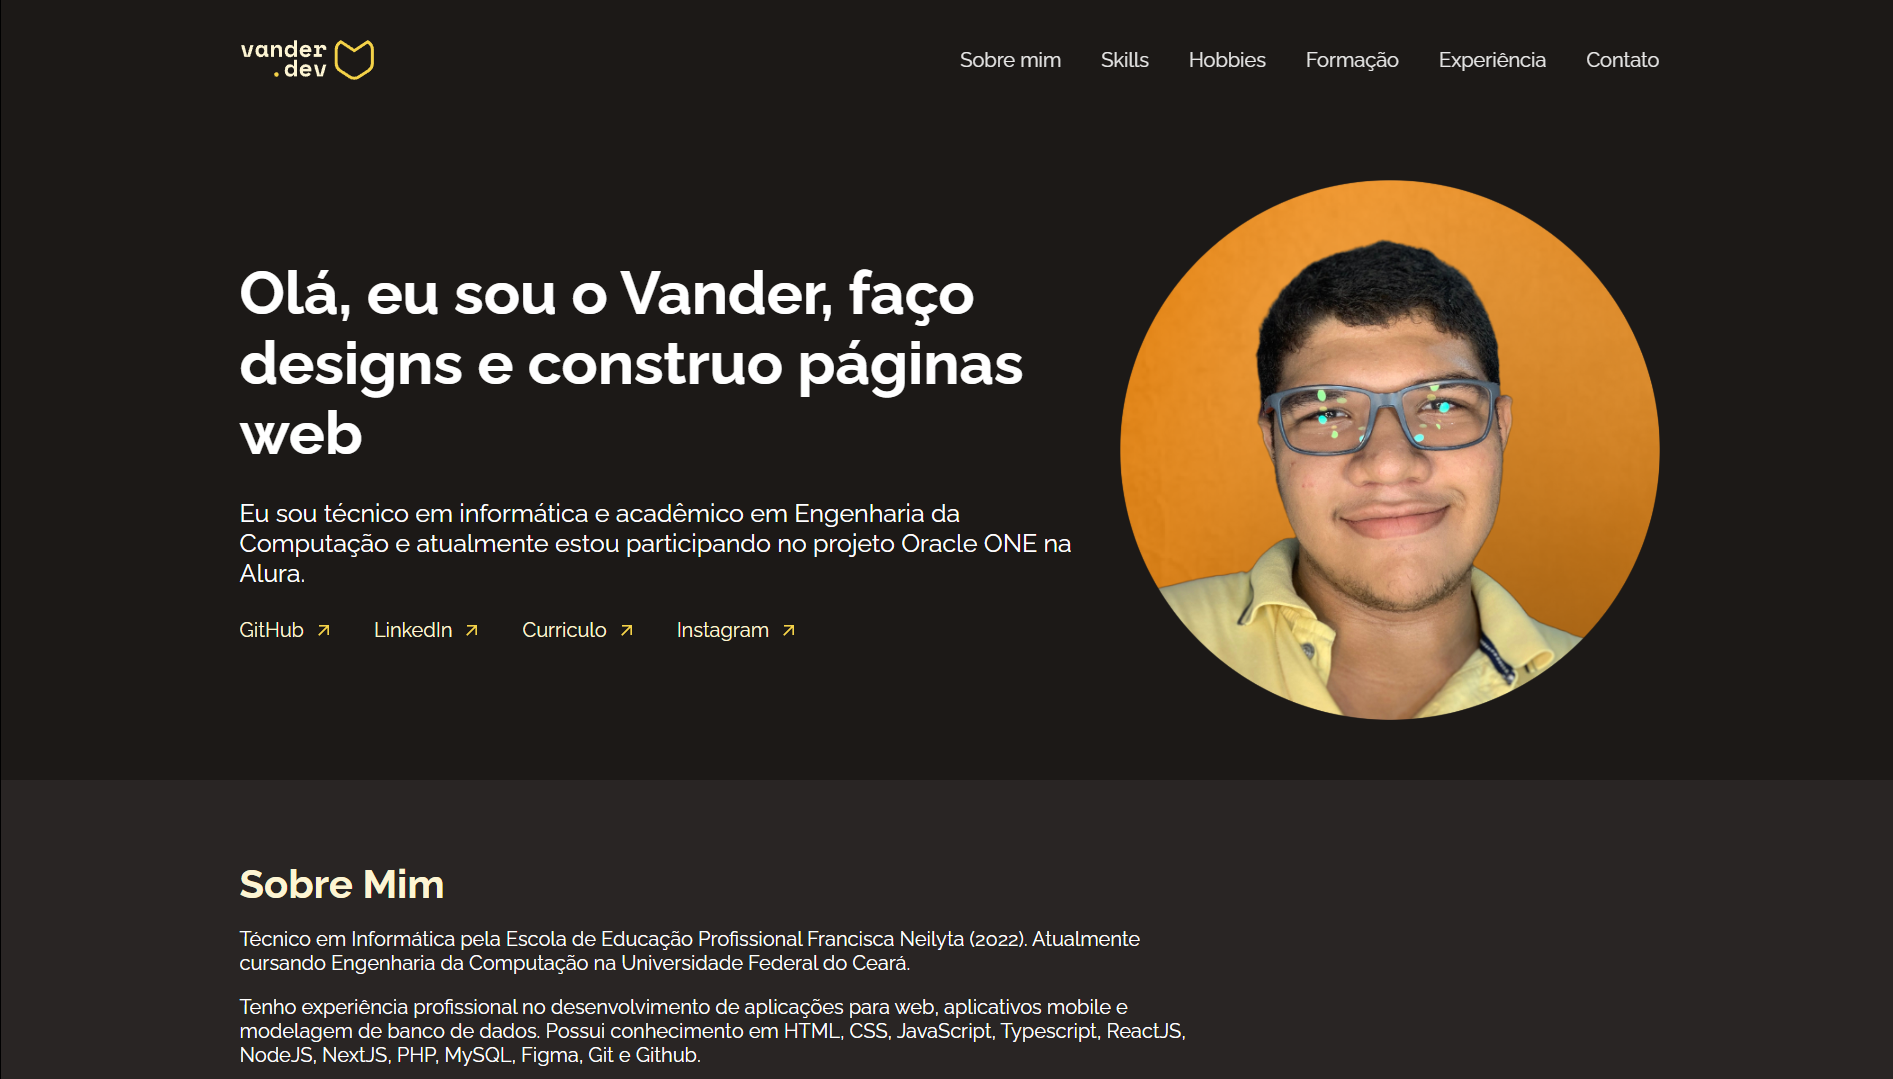 vander
.dev
Sobre mim Skills Hobbies Formação Experiência Contato
Olá, eu sou o Vander, faço
designs e construo páginas
web
Eu sou técnico em informática e acadêmico em Engenharia da
Computação e atualmente estou participando no projeto Oracle ONE na
Alura.
GitHub LinkedIn Curriculo Instagram
Sobre Mim
Técnico em Informática pela Escola de Educação Profissional Francisca Neilyta (2022). Atualmente
cursando Engenharia da Computação na Universidade Federal do Ceará.
Tenho experiência profissional no desenvolvimento de aplicações para web, aplicativos mobile e
modelagem de banco de dados. Possui conhecimento em HTML, CSS, JavaScript, Typescript, ReactJS,
NodeJS, NextJS, PHP, MySQL, Figma, Git e Github.